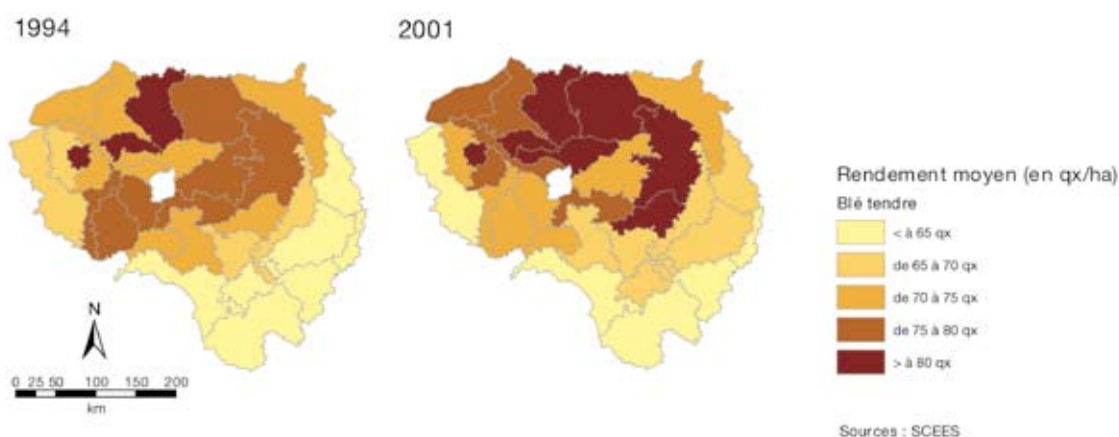 1994
2001
Rendement moyen (en qx/ha)
Blé tendre
< à 65 qx
de 65 à 70 qx
de 70 à 75 qx
de 75 à 80 qx
> à 80 qx
N
0 25 50 100 150 200
km
Sources : SCEES